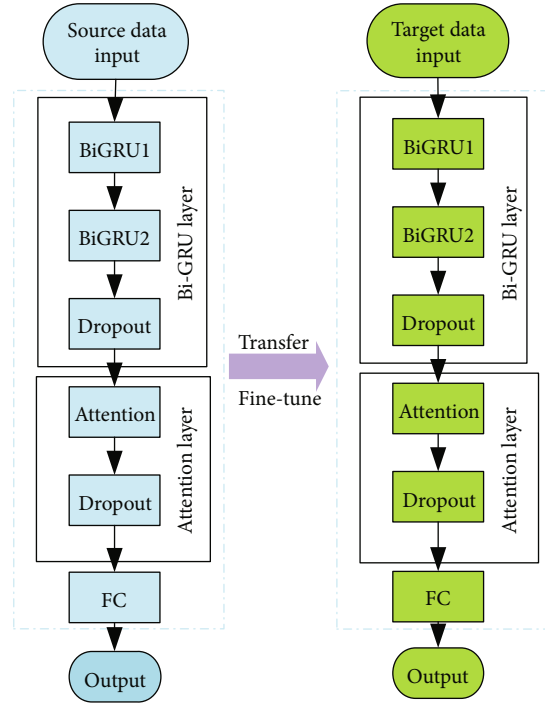 Source data
input
BiGRU1
BiGRU2
Dropout
Bi-GRU layer
Attention
Dropout
Attention layer
FC
Output
Transfer
Fine-tune
Target data
input
BiGRU1
BiGRU2
Dropout
Bi-GRU layer
Attention
Dropout
Attention layer
FC
Output